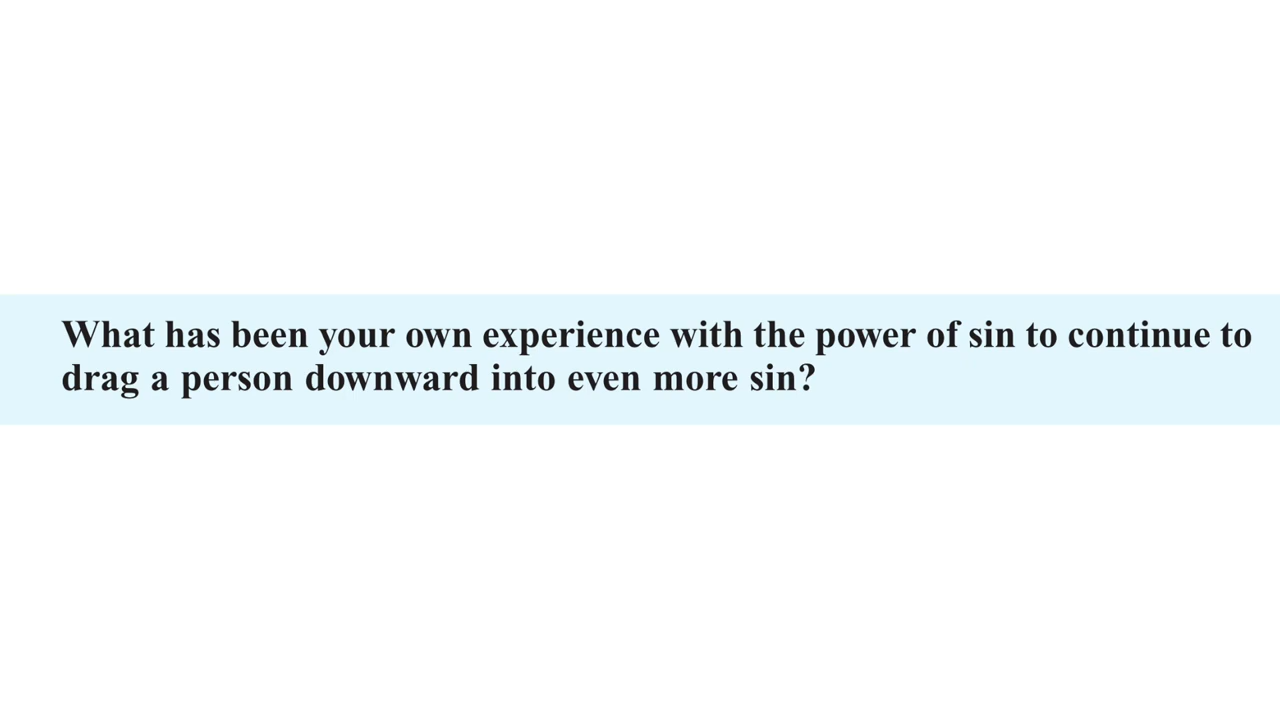 What has been your own experience with the power of sin to continue to
drag a person downward into even more sin?